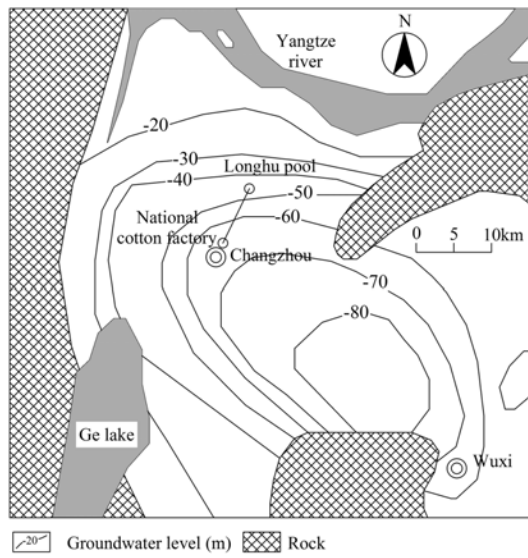 N
Yangtze
river
-20
-30
Longhu pool
-40
-50
National
cotton factory
-60
0 5 10km
Changzhou
-70
-80
Ge lake
Wuxi
-20 Groundwater level (m) Rock